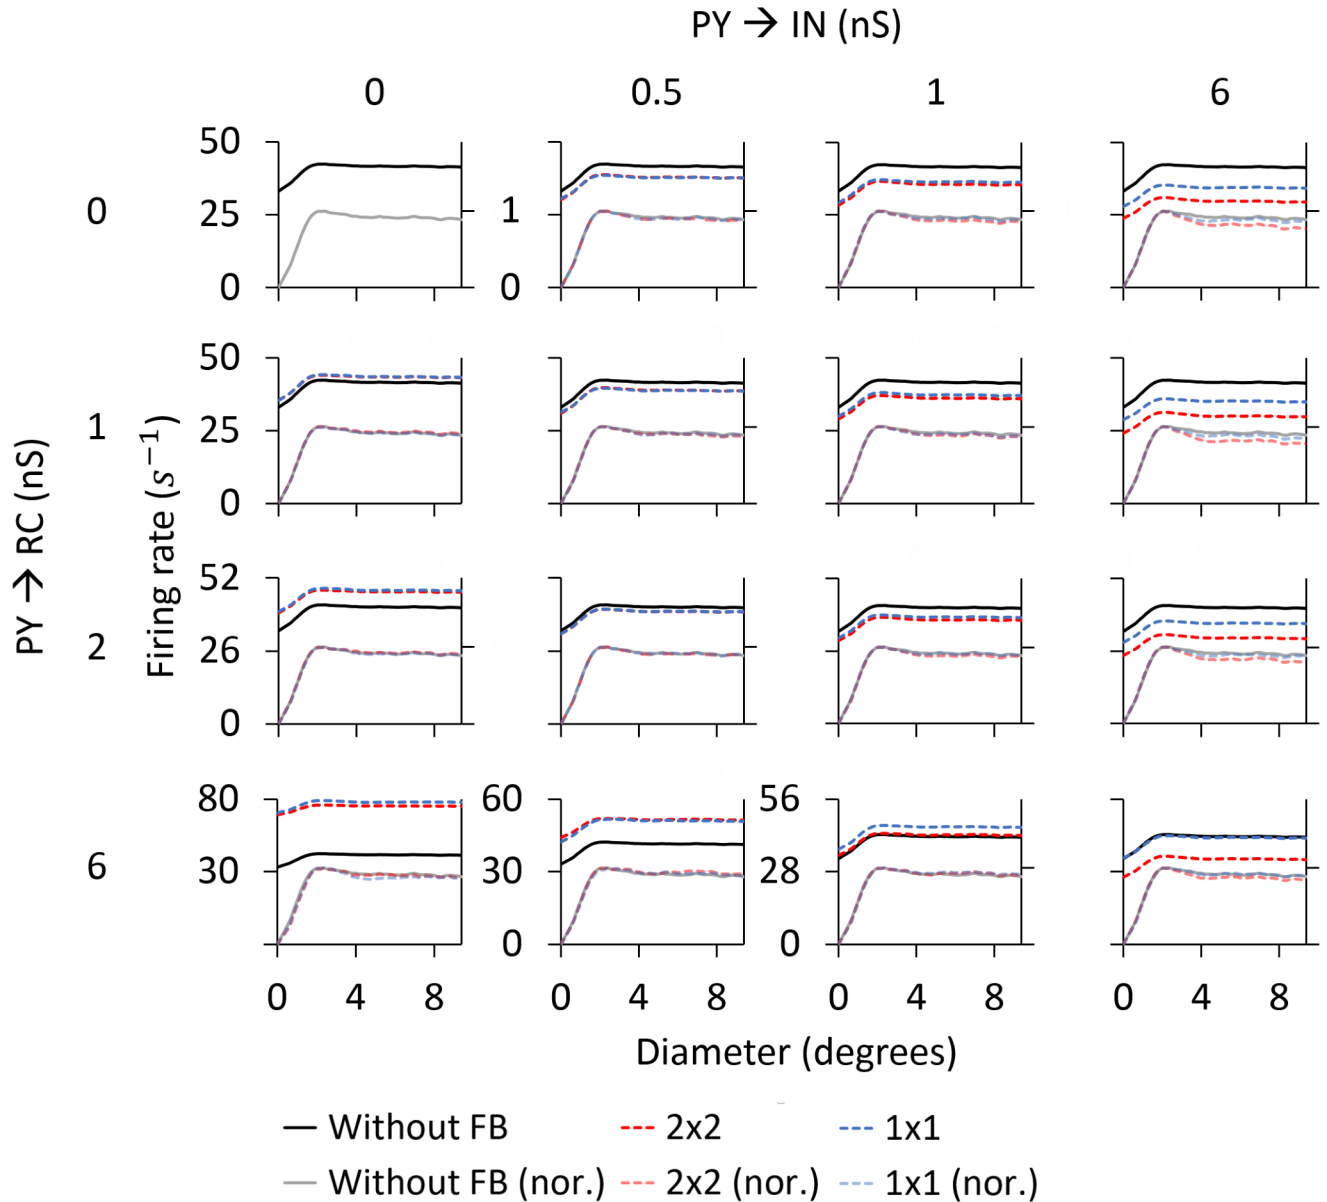 PY → IN (nS)
0 0.5 1 6
PY → RC (nS)
Firing rate (s⁻¹)
0
50
25
0
1
0
1
50
25
0
2
52
26
0
6
80
30
60
30
0
56
28
0
0 4 8 0 4 8 0 4 8 0 4 8
Diameter (degrees)
Without FB 2x2 1x1
Without FB (nor.) 2x2 (nor.) 1x1 (nor.)